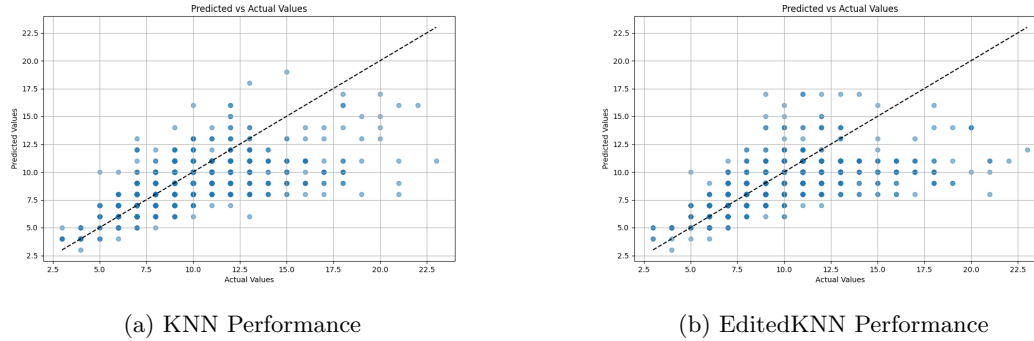 Predicted vs Actual Values
22.5
20.0
17.5
15.0
12.5
10.0
7.5
5.0
2.5
Predicted Values
2.5 5.0 7.5 10.0 12.5 15.0 17.5 20.0 22.5
Actual Values
(a) KNN Performance
Predicted vs Actual Values
22.5
20.0
17.5
15.0
12.5
10.0
7.5
5.0
2.5
Predicted Values
2.5 5.0 7.5 10.0 12.5 15.0 17.5 20.0 22.5
Actual Values
(b) EditedKNN Performance